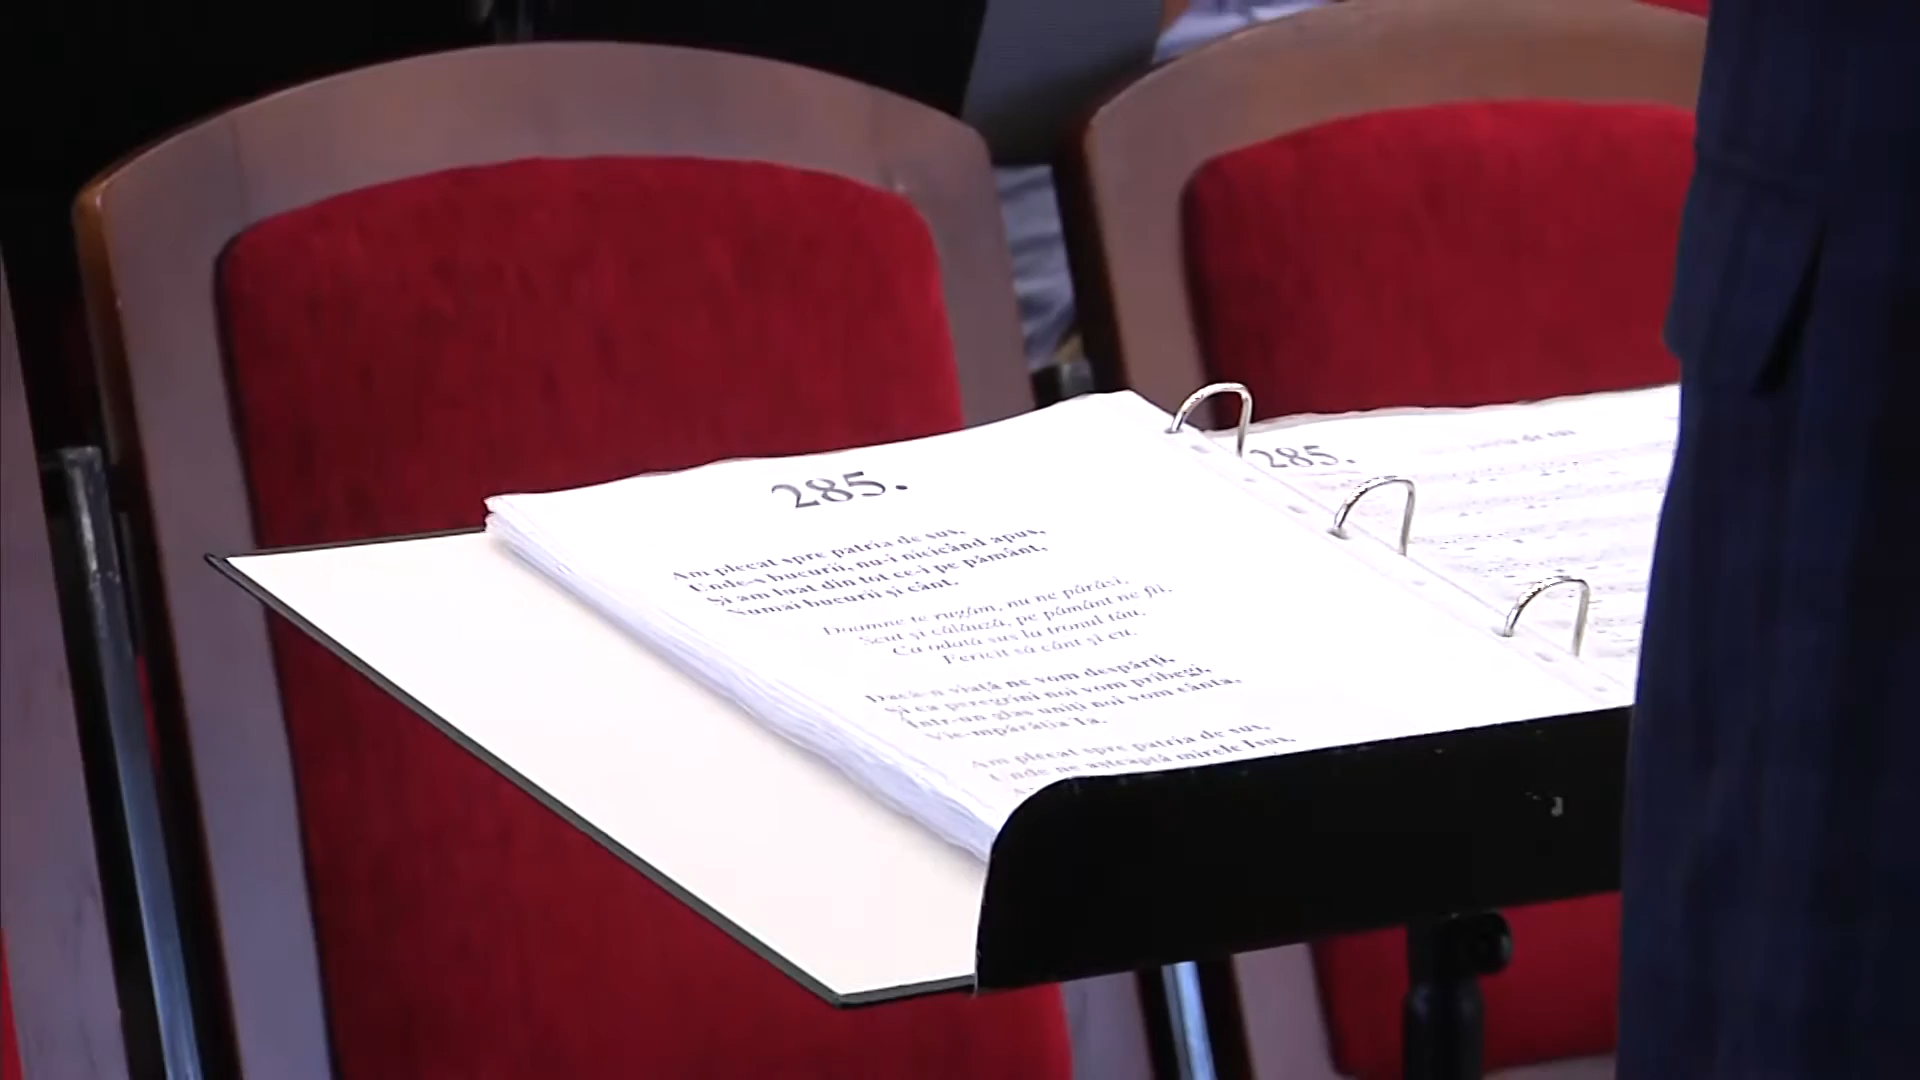 285.
Am plecat spre patria de sus,
Unde-s bucurii, nu-i nicicând apus,
Și am luat din tot ce-i pe pământ,
Numai bucurii și cânt.
Doamne te rugăm, nu ne părăsi,
Scut și călăuză, pe pământ ne fii,
Ca odată sus la tronul tău,
Fericit să cânt și eu.
Dacă-n viață ne vom despărți,
Și ca peregrini noi vom pribegi,
Într-un glas uniți noi vom cânta,
Vie-mpărăția Ta.
Am plecat spre patria de sus,
Unde ne așteaptă mirele Isus,
285.
patria de sus